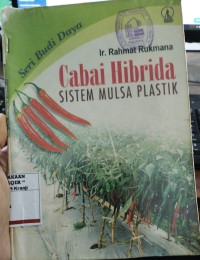 Seri Budi Daya
Ir. Rahmat Rukmana
Cabai Hibrida
SISTEM MULSA PLASTIK